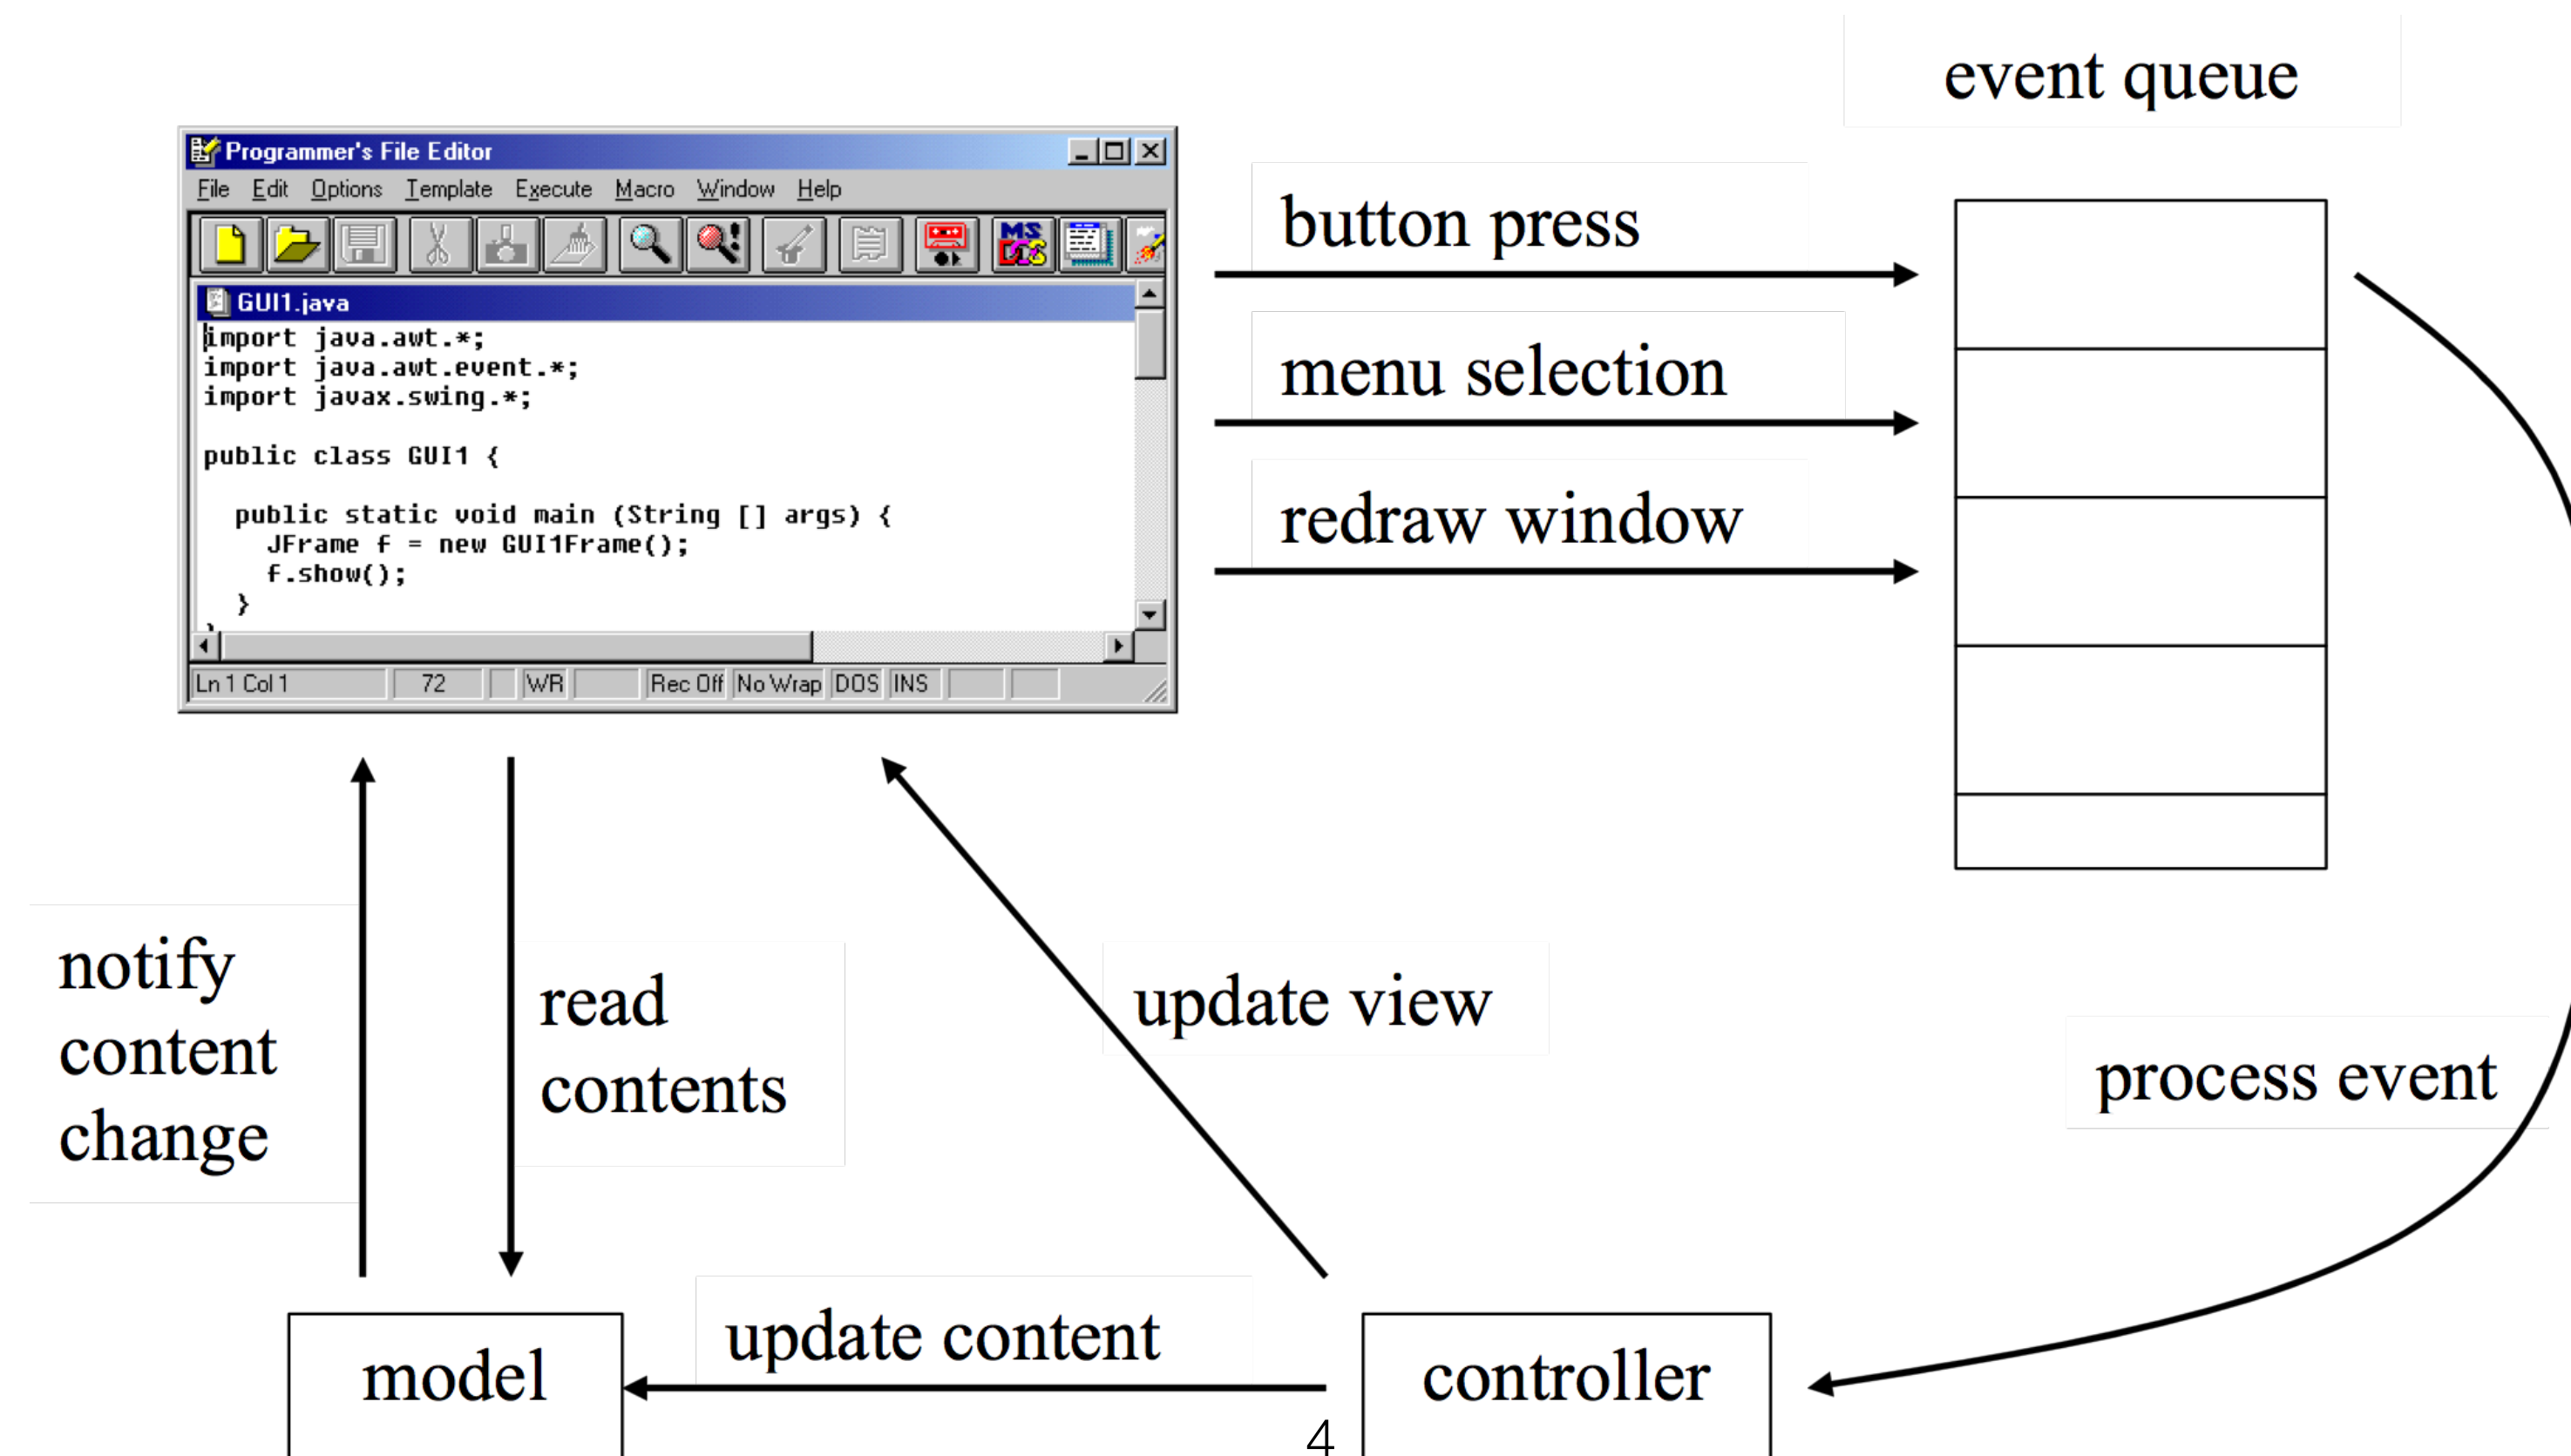 event queue
Programmer's File Editor
File Edit Options Template Execute Macro Window Help
MS
DOS
GUI1.java
import java.awt.*;
import java.awt.event.*;
import javax.swing.*;
public class GUI1 {
public static void main (String [] args) {
JFrame f = new GUI1Frame();
f.show();
}
Ln 1 Col 1 72 WR Rec Off No Wrap DOS INS
button press
menu selection
redraw window
notify
content
change
read
contents
update view
process event
update content
model
controller
4